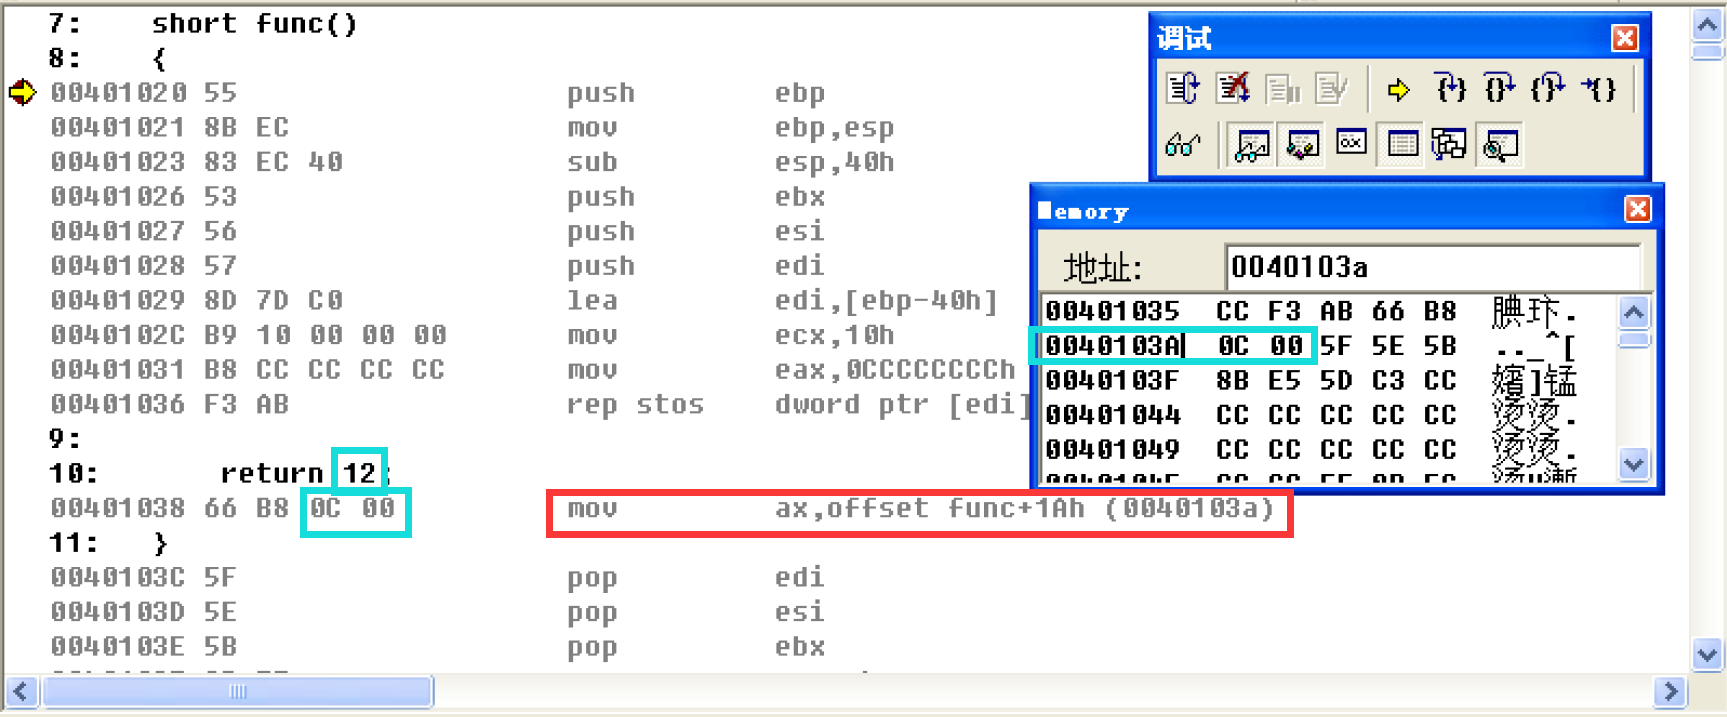 7:    short func()
8:    {
00401020 55                   push        ebp
00401021 8B EC                mov         ebp,esp
00401023 83 EC 40             sub         esp,40h
00401026 53                   push        ebx
00401027 56                   push        esi
00401028 57                   push        edi
00401029 8D 7D C0             lea         edi,[ebp-40h]
0040102C B9 10 00 00 00       mov         ecx,10h
00401031 B8 CC CC CC CC       mov         eax,0CCCCCCCCh
00401036 F3 AB                rep stos    dword ptr [edi]
9:
10:       return 12;
00401038 66 B8 0C 00          mov         ax,offset func+1Ah (0040103a)
11:   }
0040103C 5F                   pop         edi
0040103D 5E                   pop         esi
0040103E 5B                   pop         ebx
调试
Memory
地址: 0040103a
00401035  CC F3 AB 66 B8  腆玣.
0040103A  0C 00 5F 5E 5B  .._^[
0040103F  8B E5 5D C3 CC  嬪]锰
00401044  CC CC CC CC CC  烫烫.
00401049  CC CC CC CC CC  烫烫.